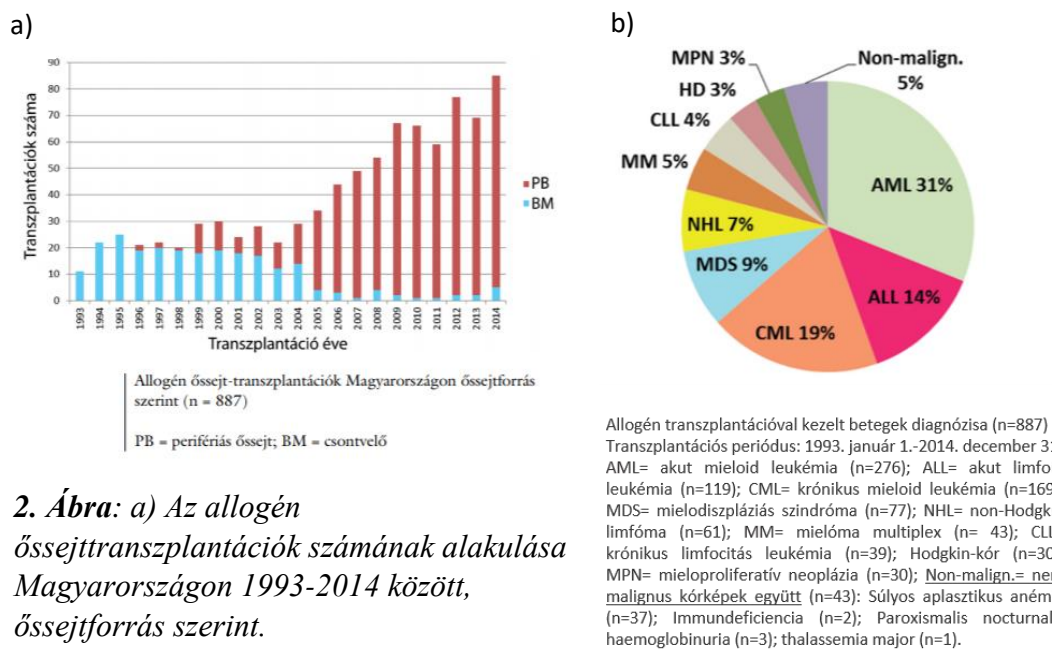 a)
Transzplantációk száma
90
80
70
60
50
40
30
20
10
0
1993 1994 1995 1996 1997 1998 1999 2000 2001 2002 2003 2004 2005 2006 2007 2008 2009 2010 2011 2012 2013 2014
Transzplantáció éve
PB
BM
Allogén őssejt-transzplantációk Magyarországon őssejtforrás
szerint (n = 887)
PB = perifériás őssejt; BM = csontvelő
2. Ábra: a) Az allogén
őssejttranszplantációk számának alakulása
Magyarországon 1993-2014 között,
őssejtforrás szerint.
b)
MPN 3%
Non-malign.
5%
HD 3%
CLL 4%
MM 5%
AML 31%
NHL 7%
MDS 9%
ALL 14%
CML 19%
Allogén transzplantációval kezelt betegek diagnózisa (n=887)
Transzplantációs periódus: 1993. január 1.-2014. december 31
AML= akut mieloid leukémia (n=276); ALL= akut limfo
leukémia (n=119); CML= krónikus mieloid leukémia (n=169
MDS= mielodiszpláziás szindróma (n=77); NHL= non-Hodgk
limfóma (n=61); MM= mielóma multiplex (n= 43); CLL
krónikus limfocitás leukémia (n=39); Hodgkin-kór (n=30
MPN= mieloproliferatív neoplázia (n=30); Non-malign.= ner
malignus kórképek együtt (n=43): Súlyos aplasztikus aném
(n=37); Immundeficiencia (n=2); Paroxismalis nocturnal
haemoglobinuria (n=3); thalassemia major (n=1).